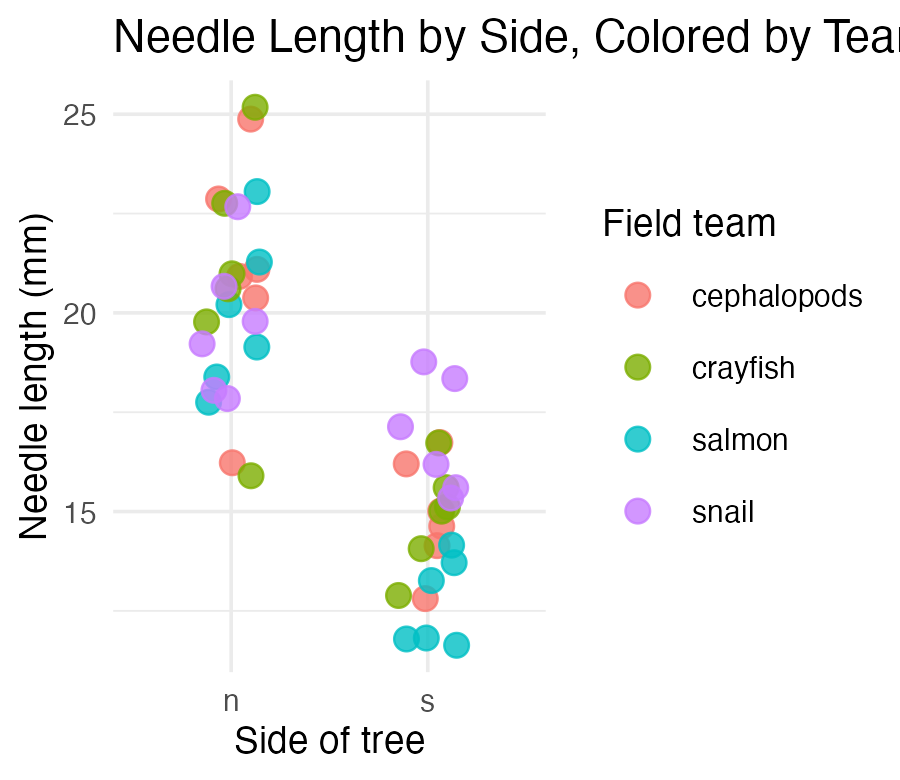 Needle Length by Side, Colored by Tea
25
20
15
Needle length (mm)
n
s
Side of tree
Field team
cephalopods
crayfish
salmon
snail